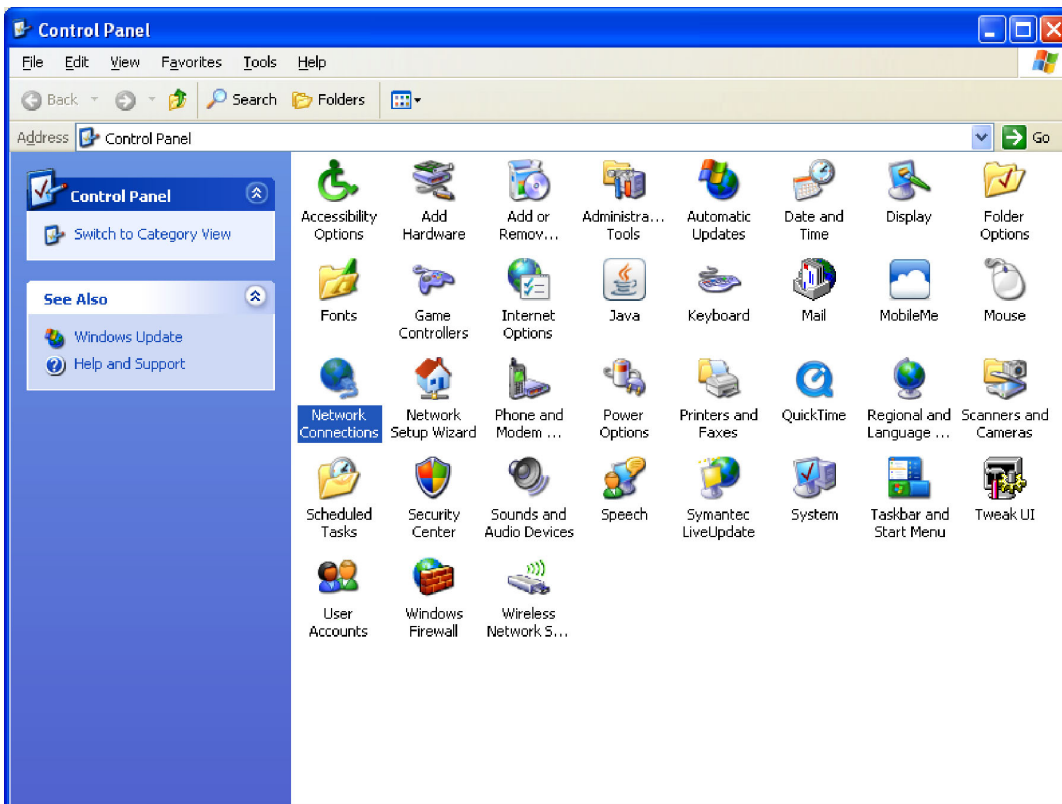 Control Panel
File Edit View Favorites Tools Help
Back Search Folders
Address Control Panel Go
Control Panel
Switch to Category View
See Also
Windows Update
Help and Support
Accessibility Add Add or Administra... Automatic Date and Display Folder
Options Hardware Remov... Tools Updates Time Options
Fonts Game Internet Java Keyboard Mail MobileMe Mouse
Controllers Options
Network Network Phone and Power Printers and QuickTime Regional and Scanners and
Connections Setup Wizard Modem ... Options Faxes Language ... Cameras
Scheduled Security Sounds and Speech Symantec System Taskbar and Tweak UI
Tasks Center Audio Devices LiveUpdate Start Menu
User Windows Wireless
Accounts Firewall Network S...